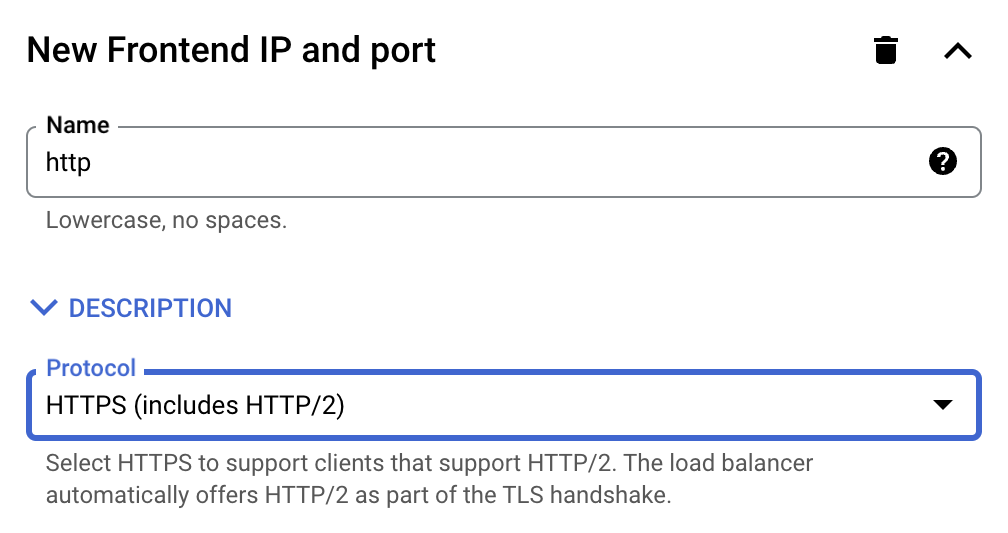 New Frontend IP and port
Name
http
Lowercase, no spaces.
DESCRIPTION
Protocol
HTTPS (includes HTTP/2)
Select HTTPS to support clients that support HTTP/2. The load balancer
automatically offers HTTP/2 as part of the TLS handshake.